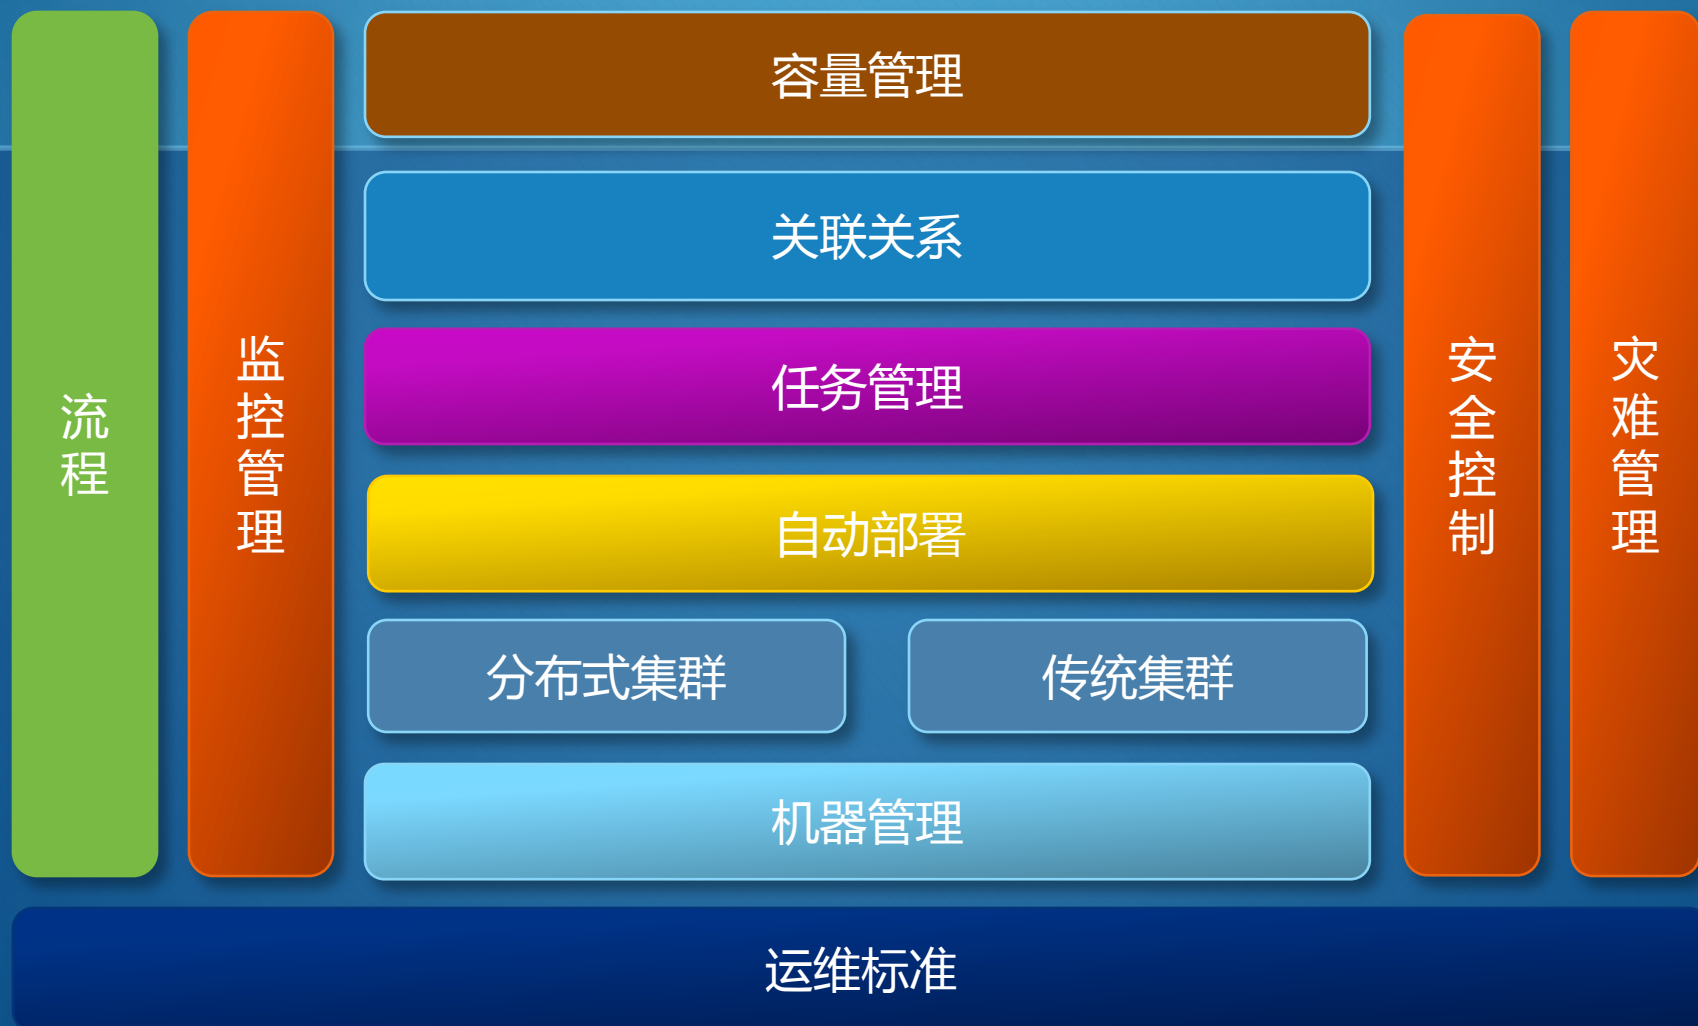 流程
监控管理
容量管理
关联关系
任务管理
自动部署
分布式集群
传统集群
机器管理
安全控制
灾难管理
运维标准